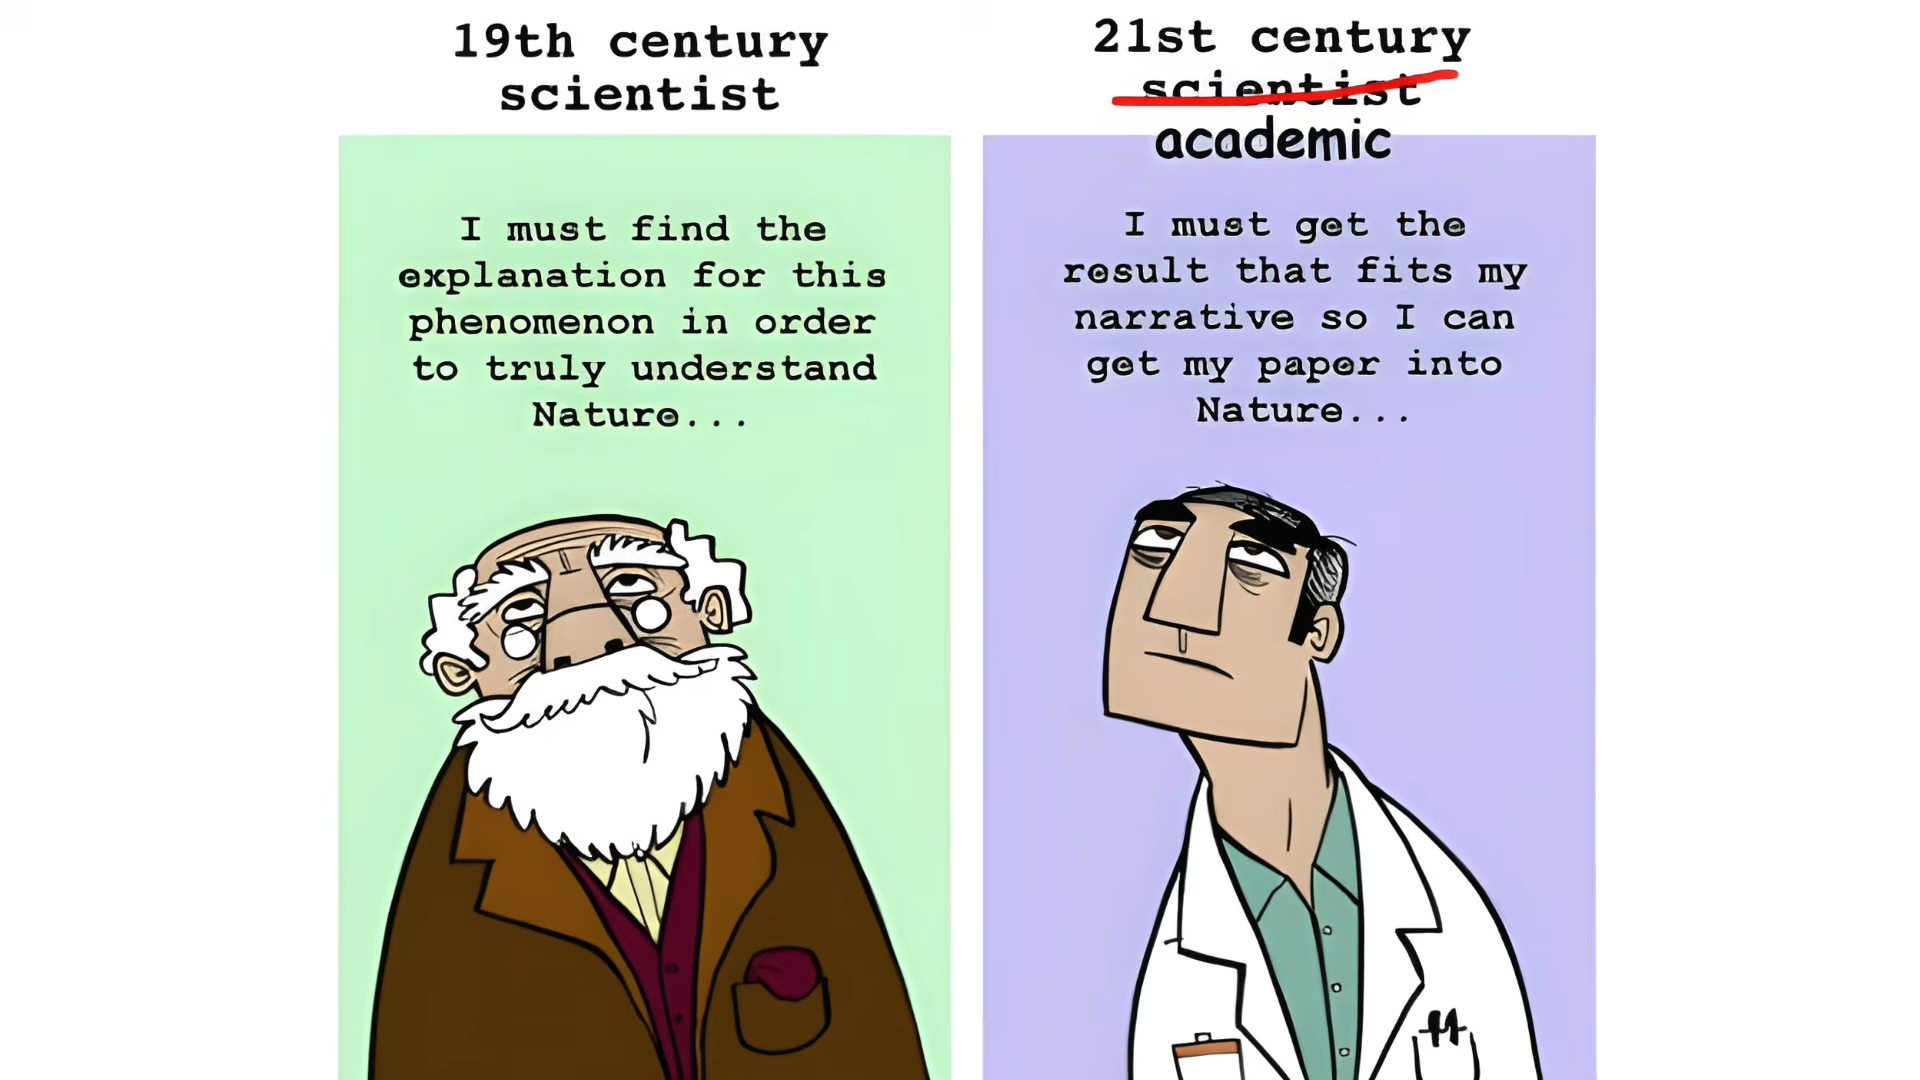 19th century
scientist
I must find the
explanation for this
phenomenon in order
to truly understand
Nature...
21st century
scientist
academic
I must get the
result that fits my
narrative so I can
get my paper into
Nature...